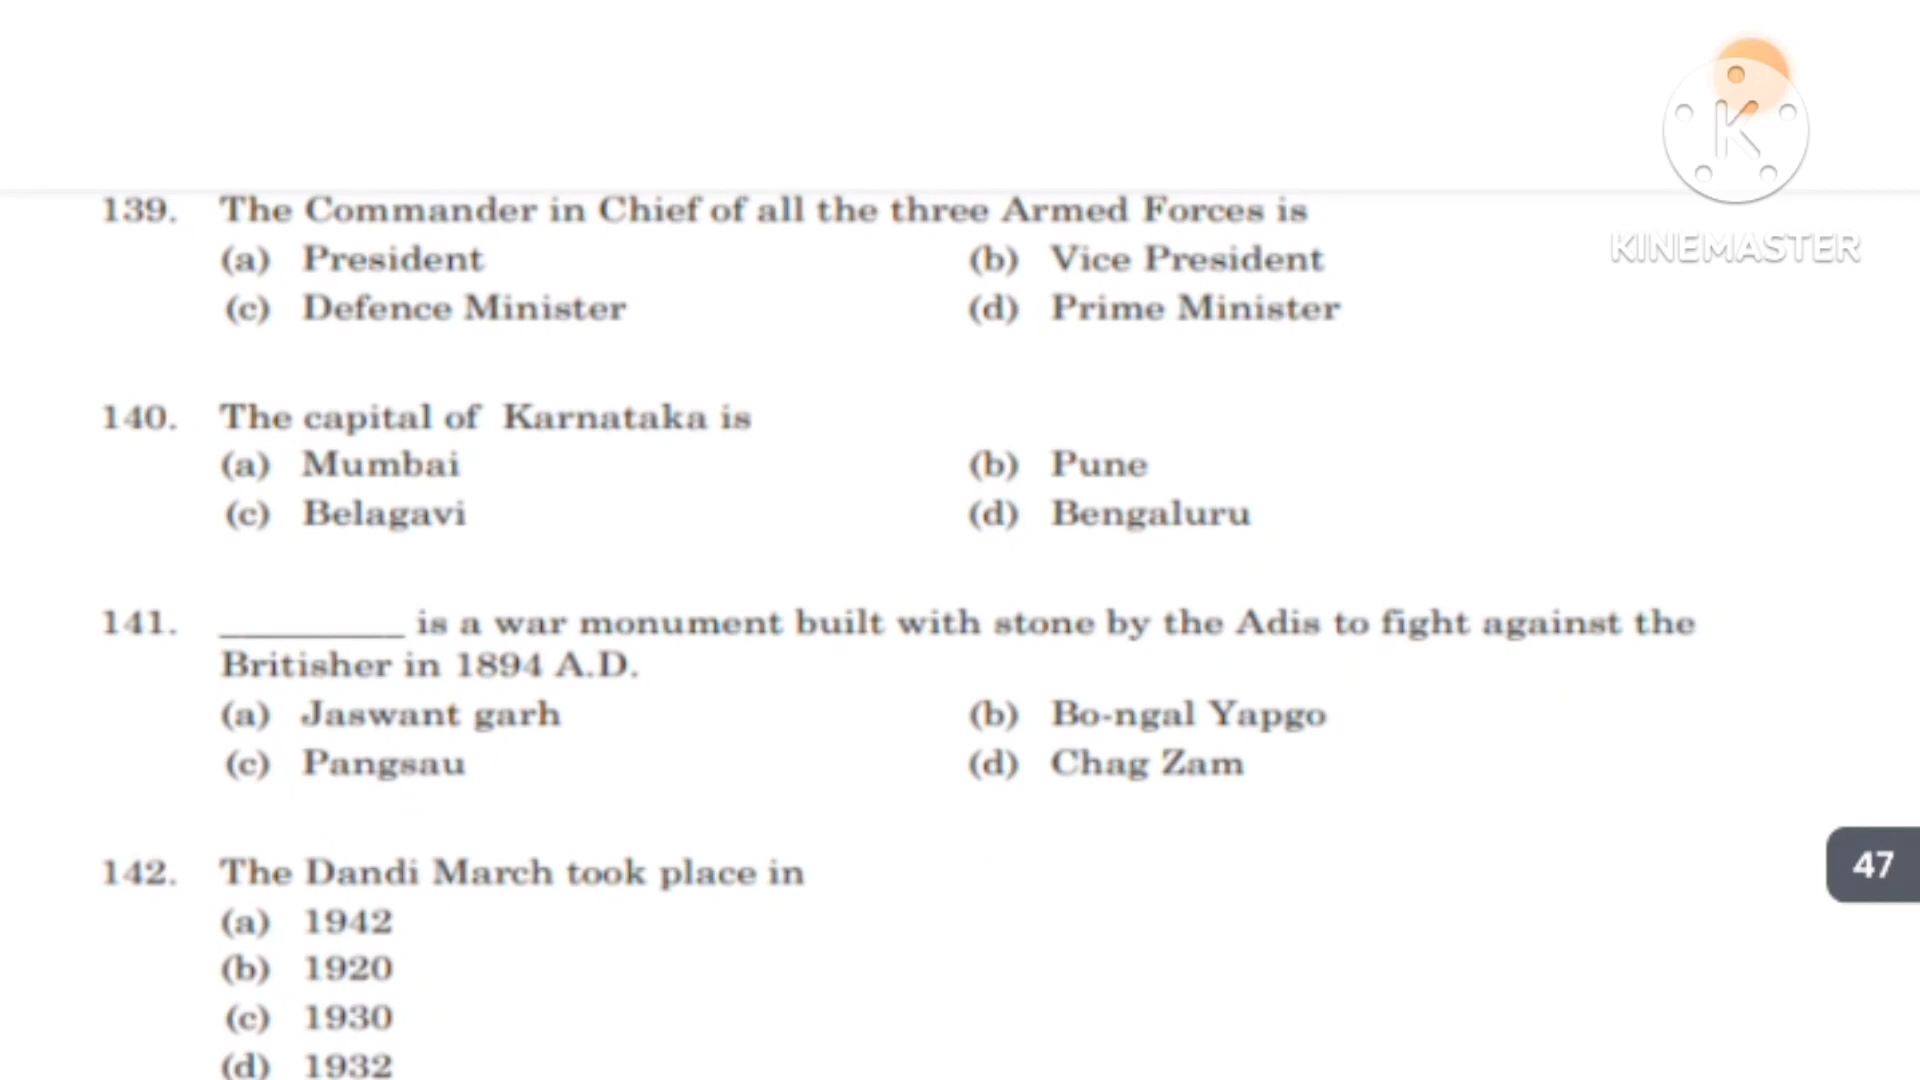 K
KINEMASTER
139. The Commander in Chief of all the three Armed Forces is
(a) President (b) Vice President
(c) Defence Minister (d) Prime Minister
140. The capital of Karnataka is
(a) Mumbai (b) Pune
(c) Belagavi (d) Bengaluru
141. __________ is a war monument built with stone by the Adis to fight against the
Britisher in 1894 A.D.
(a) Jaswant garh (b) Bo-ngal Yapgo
(c) Pangsau (d) Chag Zam
142. The Dandi March took place in
47
(a) 1942
(b) 1920
(c) 1930
(d) 1932